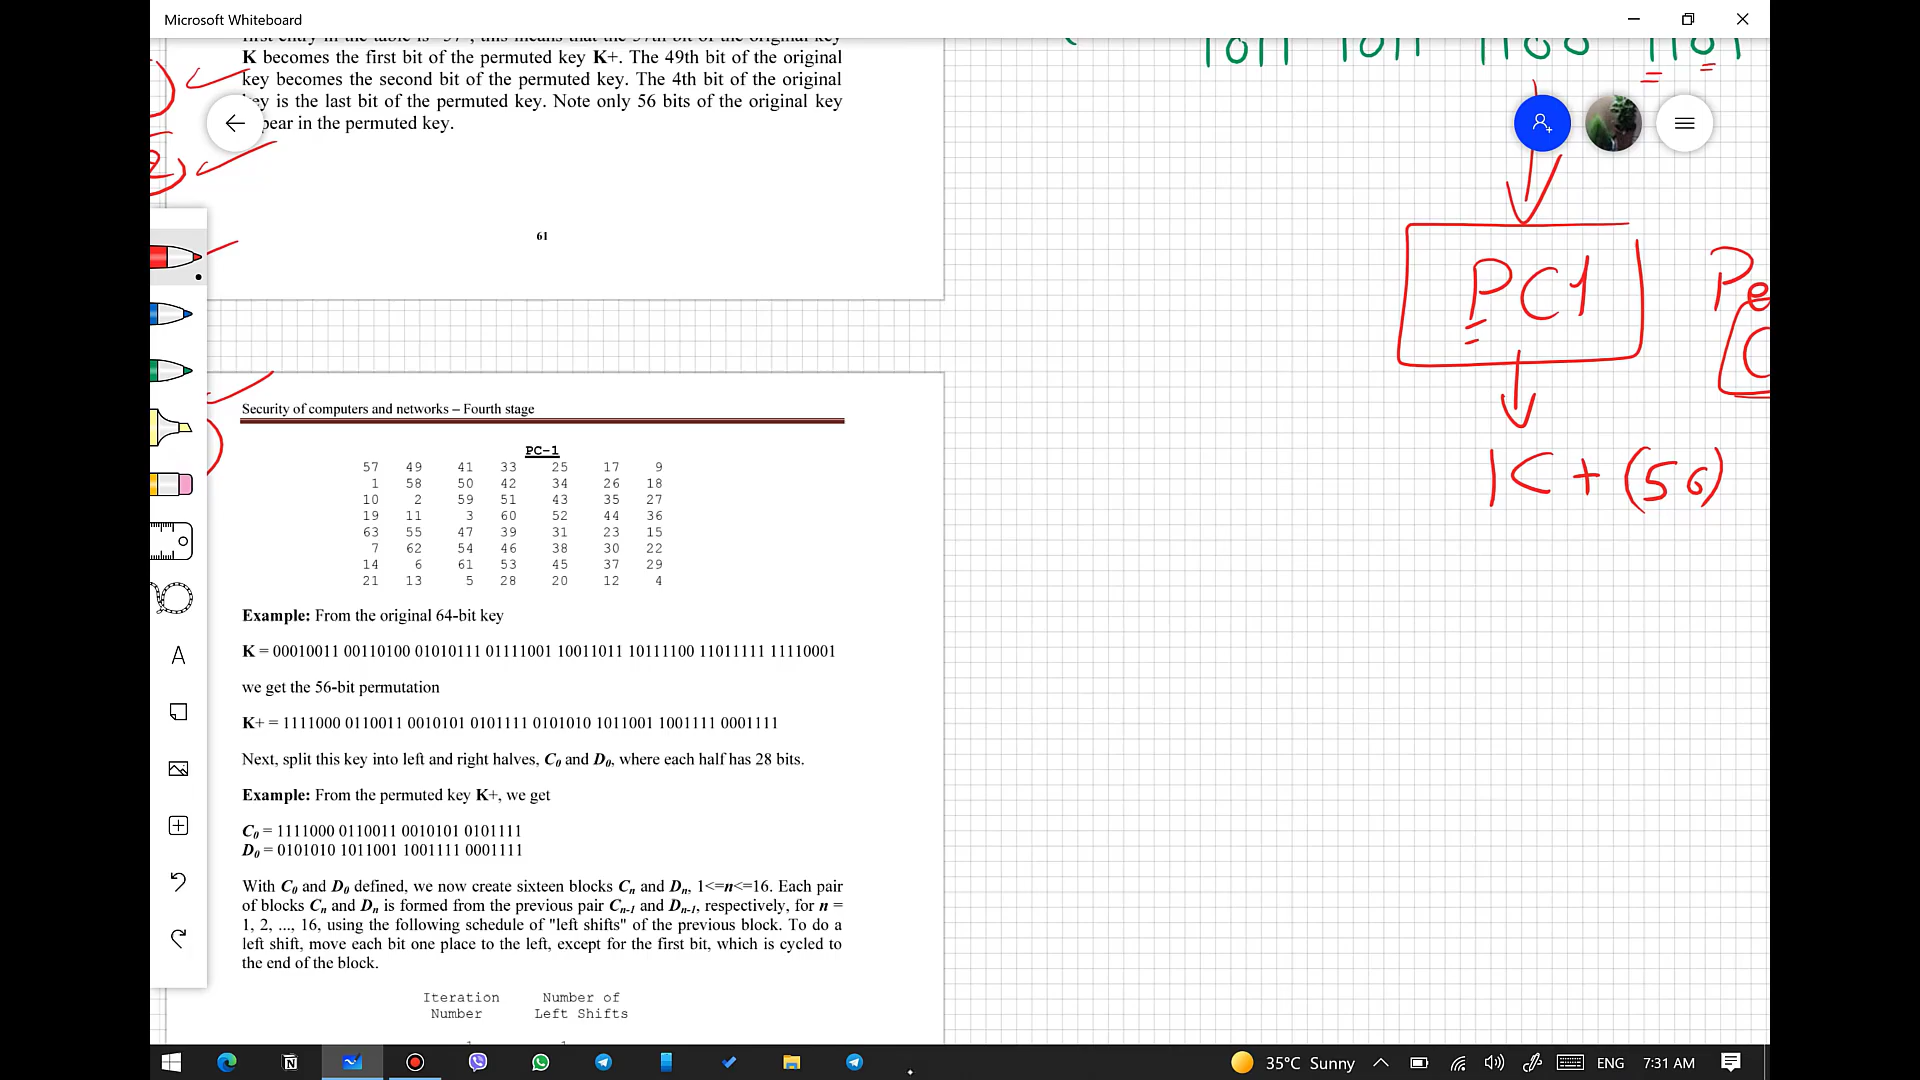 Microsoft Whiteboard
K becomes the first bit of the permuted key K+. The 49th bit of the original
key becomes the second bit of the permuted key. The 4th bit of the original
key is the last bit of the permuted key. Note only 56 bits of the original key
pear in the permuted key.
61
Security of computers and networks – Fourth stage
PC-1
57 49 41 33 25 17 9
1 58 50 42 34 26 18
10 2 59 51 43 35 27
19 11 3 60 52 44 36
63 55 47 39 31 23 15
7 62 54 46 38 30 22
14 6 61 53 45 37 29
21 13 5 28 20 12 4
Example: From the original 64-bit key
K = 00010011 00110100 01010111 01111001 10011011 10111100 11011111 11110001
we get the 56-bit permutation
K+ = 1111000 0110011 0010101 0101111 0101010 1011001 1001111 0001111
Next, split this key into left and right halves, C0 and D0, where each half has 28 bits.
Example: From the permuted key K+, we get
C0 = 1111000 0110011 0010101 0101111
D0 = 0101010 1011001 1001111 0001111
With C0 and D0 defined, we now create sixteen blocks Cn and Dn, 1<=n<=16. Each pair
of blocks Cn and Dn is formed from the previous pair Cn-1 and Dn-1, respectively, for n =
1, 2, ..., 16, using the following schedule of "left shifts" of the previous block. To do a
left shift, move each bit one place to the left, except for the first bit, which is cycled to
the end of the block.
Iteration Number of
Number Left Shifts
1011 1011 1100 1101
PC1
Pe
K + (56)
35°C Sunny
ENG
7:31 AM